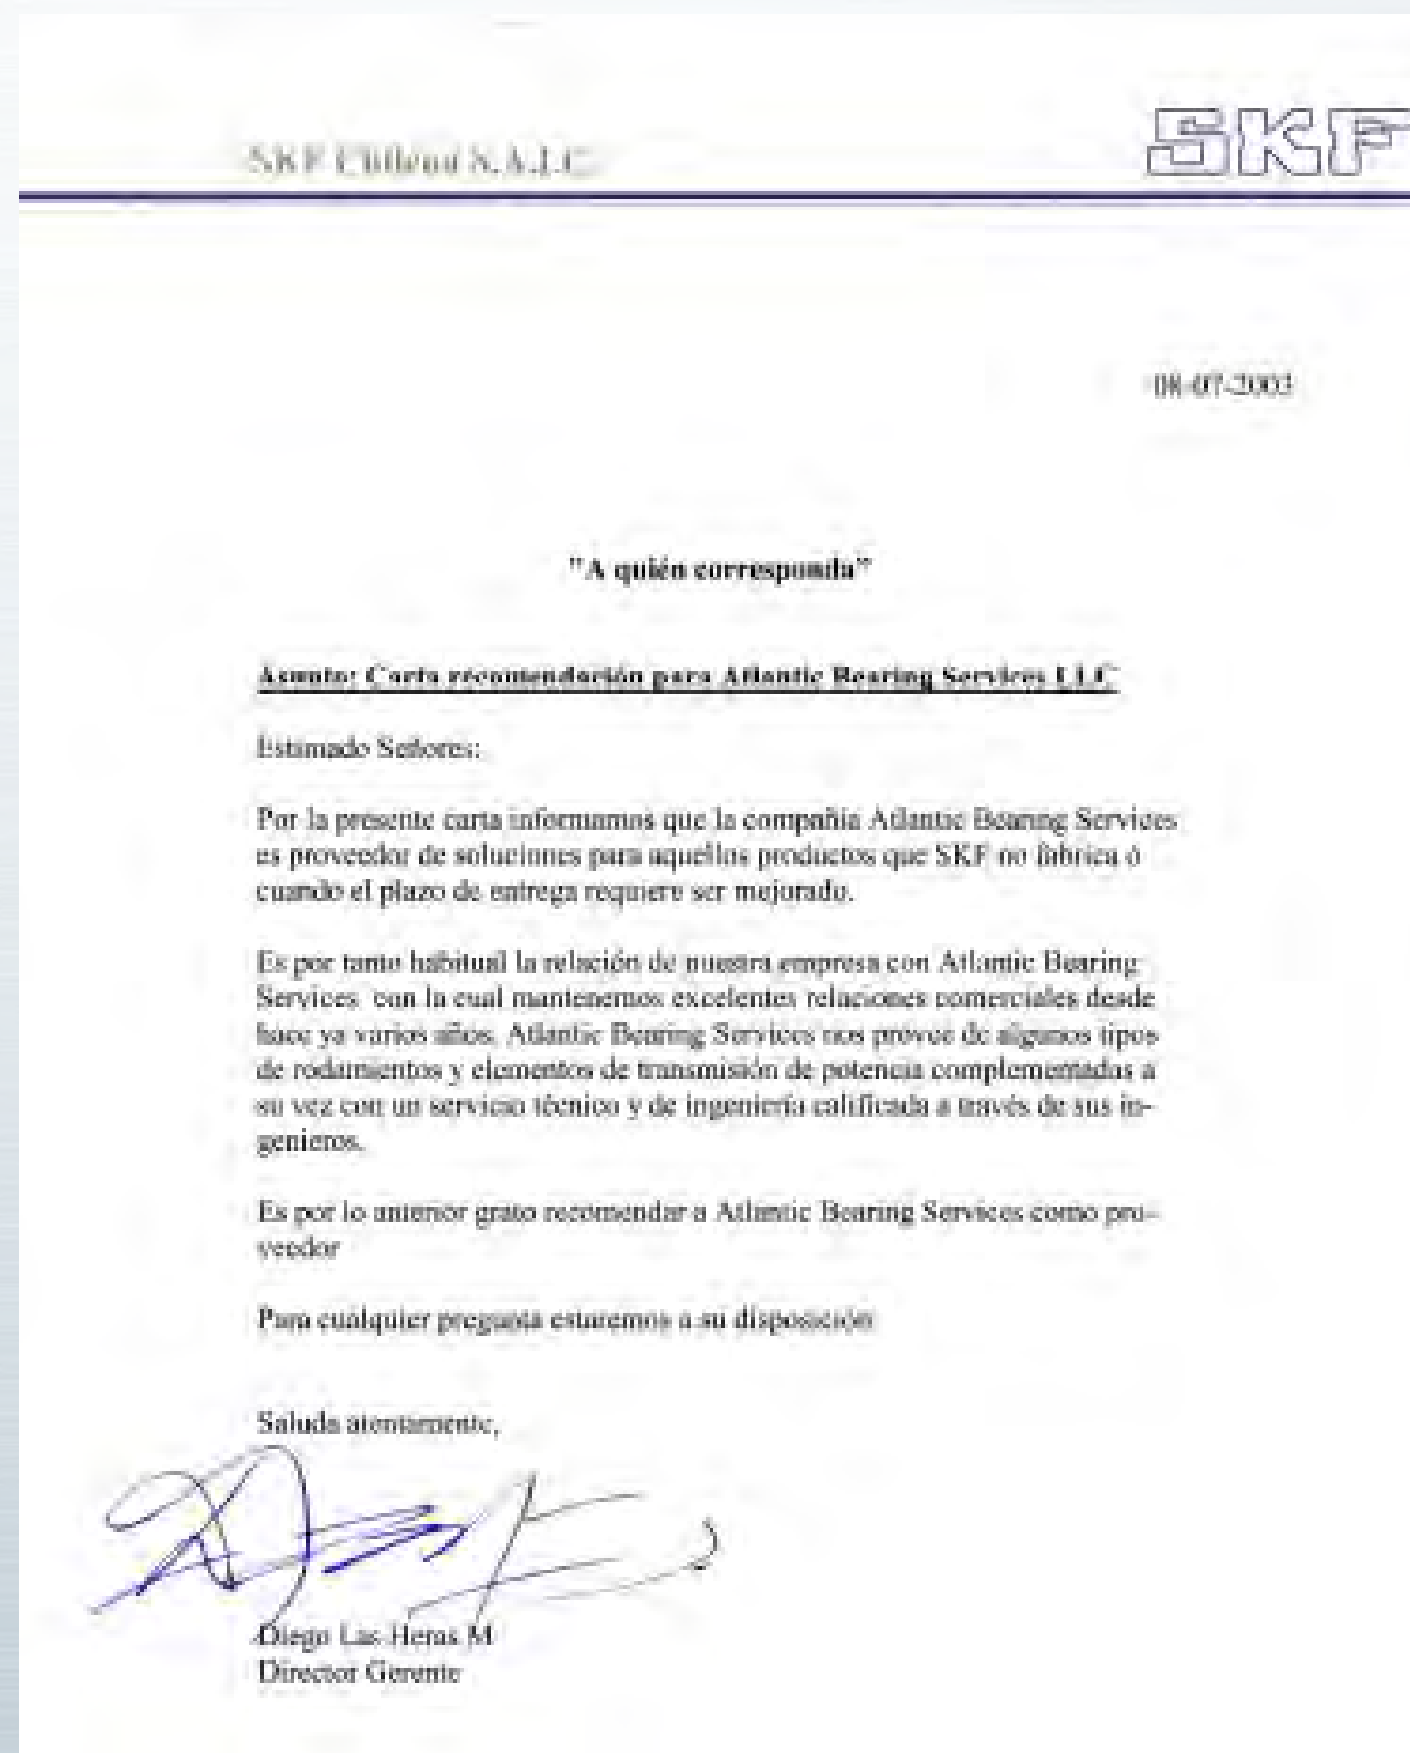 SKF Chilena S.A.I.C.
SKF
08-07-2003
"A quién corresponda"
Asunto: Carta recomendación para Atlantic Bearing Services LLC
Estimado Señores:
Por la presente carta informamos que la compañía Atlantic Bearing Services
es proveedor de soluciones para aquellos productos que SKF no fabrica ó
cuando el plazo de entrega requiere ser mejorado.
Es por tanto habitual la relación de nuestra empresa con Atlantic Bearing
Services con la cual mantenemos excelentes relaciones comerciales desde
hace ya varios años. Atlantic Bearing Services nos provee de algunos tipos
de rodamientos y elementos de transmisión de potencia complementadas a
su vez con un servicio técnico y de ingeniería calificada a través de sus in-
genieros.
Es por lo anterior grato recomendar a Atlantic Bearing Services como pro-
veedor
Para cualquier pregunta estaremos a su disposición
Saluda atentamente,
Diego Las Heras M
Director Gerente